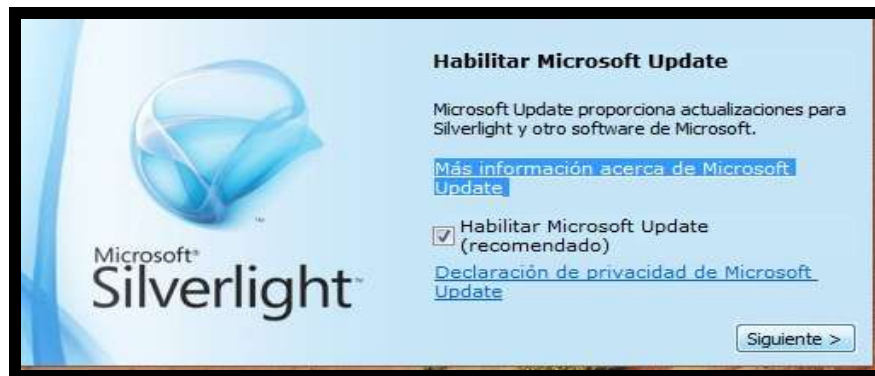 Habilitar Microsoft Update
Microsoft Update proporciona actualizaciones para
Silverlight y otro software de Microsoft.
Más información acerca de Microsoft
Update
Habilitar Microsoft Update
(recomendado)
Declaración de privacidad de Microsoft
Update
Microsoft®
Silverlight™
Siguiente >